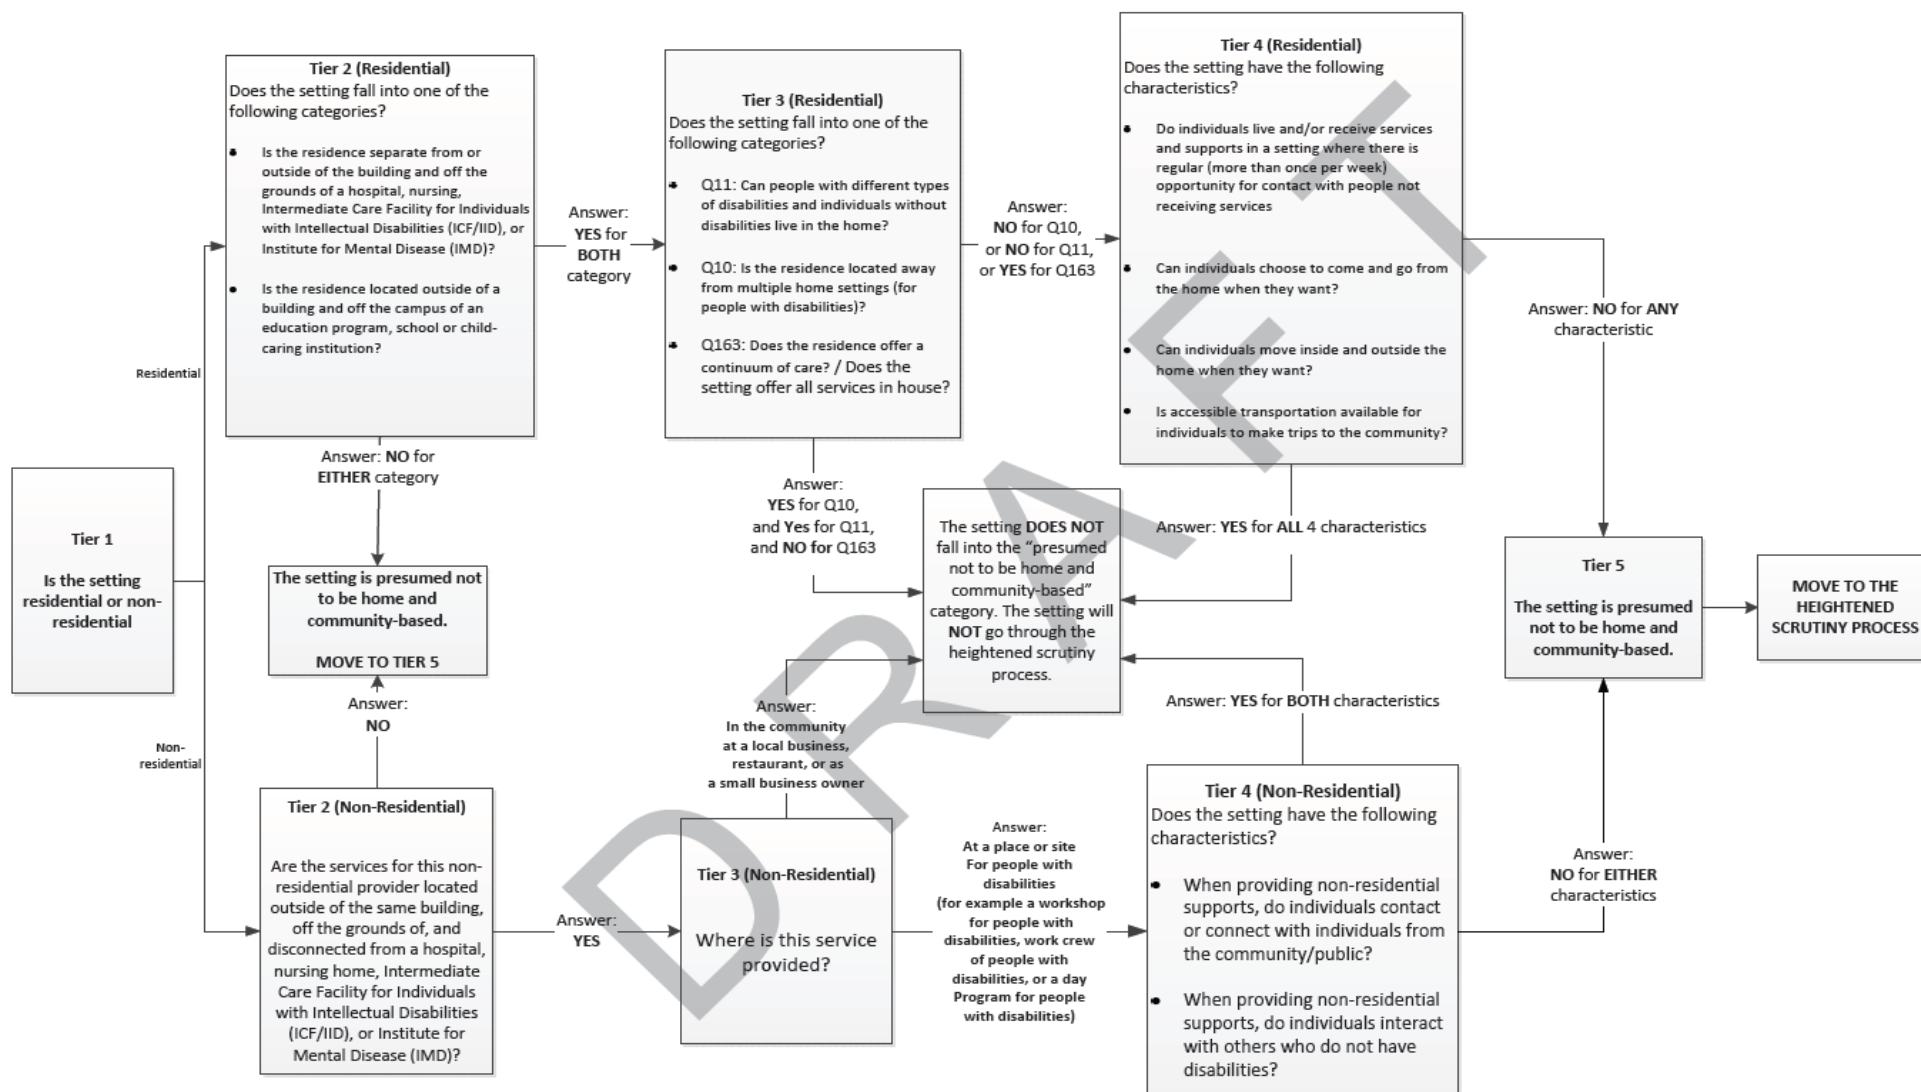 Tier 1
Is the setting
residential or non-
residential
Residential
Non-
residential
Tier 2 (Residential)
Does the setting fall into one of the
following categories?
• Is the residence separate from or
outside of the building and off the
grounds of a hospital, nursing,
Intermediate Care Facility for Individuals
with Intellectual Disabilities (ICF/IID), or
Institute for Mental Disease (IMD)?
• Is the residence located outside of a
building and off the campus of an
education program, school or child-
caring institution?
Answer:
YES for
BOTH
category
Answer: NO for
EITHER category
The setting is presumed not
to be home and
community-based.
MOVE TO TIER 5
Answer:
NO
Tier 2 (Non-Residential)
Are the services for this non-
residential provider located
outside of the same building,
off the grounds of, and
disconnected from a hospital,
nursing home, Intermediate
Care Facility for Individuals
with Intellectual Disabilities
(ICF/IID), or Institute for
Mental Disease (IMD)?
Answer:
YES
Tier 3 (Residential)
Does the setting fall into one of the
following categories?
• Q11: Can people with different types
of disabilities and individuals without
disabilities live in the home?
• Q10: Is the residence located away
from multiple home settings (for
people with disabilities)?
• Q163: Does the residence offer a
continuum of care? / Does the
setting offer all services in house?
Answer:
NO for Q10,
or NO for Q11,
or YES for Q163
Answer:
YES for Q10,
and Yes for Q11,
and NO for Q163
The setting DOES NOT
fall into the “presumed
not to be home and
community-based”
category. The setting will
NOT go through the
heightened scrutiny
process.
Answer:
In the community
at a local business,
restaurant, or as
a small business owner
Tier 3 (Non-Residential)
Where is this service
provided?
Answer:
At a place or site
For people with
disabilities
(for example a workshop
for people with
disabilities, work crew
of people with
disabilities, or a day
Program for people
with disabilities)
Tier 4 (Residential)
Does the setting have the following
characteristics?
• Do individuals live and/or receive services
and supports in a setting where there is
regular (more than once per week)
opportunity for contact with people not
receiving services
• Can individuals choose to come and go from
the home when they want?
• Can individuals move inside and outside the
home when they want?
• Is accessible transportation available for
individuals to make trips to the community?
Answer: YES for ALL 4 characteristics
Answer: NO for ANY
characteristic
Answer: YES for BOTH characteristics
Tier 4 (Non-Residential)
Does the setting have the following
characteristics?
• When providing non-residential
supports, do individuals contact
or connect with individuals from
the community/public?
• When providing non-residential
supports, do individuals interact
with others who do not have
disabilities?
Answer:
NO for EITHER
characteristics
Tier 5
The setting is presumed
not to be home and
community-based.
MOVE TO THE
HEIGHTENED
SCRUTINY PROCESS
DRAFT